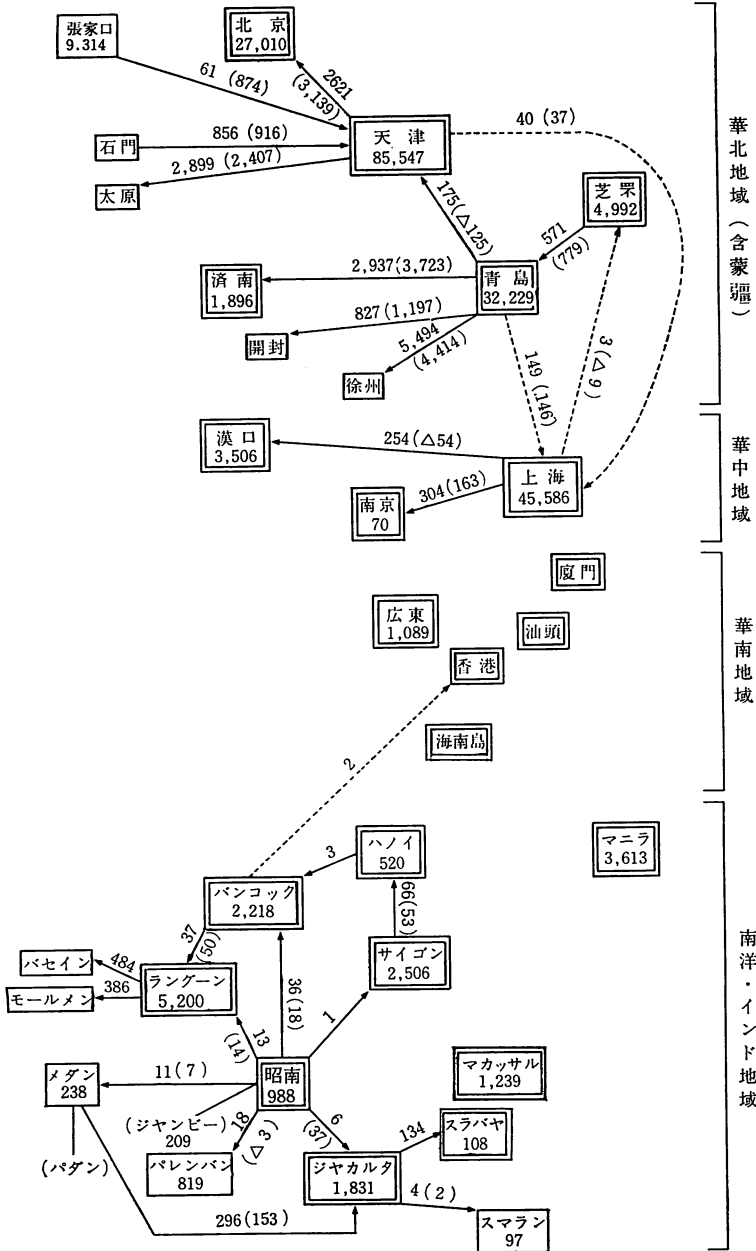 張家口
9.314
北京
27,010
61 (874)
2621
(3,139)
天津
85,547
40 (37)
石門
856 (916)
2,899 (2,407)
太原
芝罘
4,992
175(△125)
571
(779)
済南
1,896
2,937(3,723)
青島
32,229
827(1,197)
開封
5,494
(4,414)
徐州
149(146)
3(△9)
華北地域(含蒙疆)
漢口
3,506
254(△54)
上海
45,586
304(163)
南京
70
華中地域
廈門
広東
1,089
汕頭
香港
海南島
2
華南地域
ハノイ
520
3
マニラ
3,613
バンコック
2,218
66(53)
37
(50)
サイゴン
2,506
バセイン
484
ラングーン
5,200
モールメン
386
36(18)
1
13
(14)
昭南
988
メダン
238
11(7)
マカッサル
1,239
(ジヤンビー)
209
18
(△3)
6
(37)
134
スラバヤ
108
(パダン)
パレンバン
819
ジヤカルタ
1,831
4(2)
スマラン
97
296(153)
南洋・インド地域